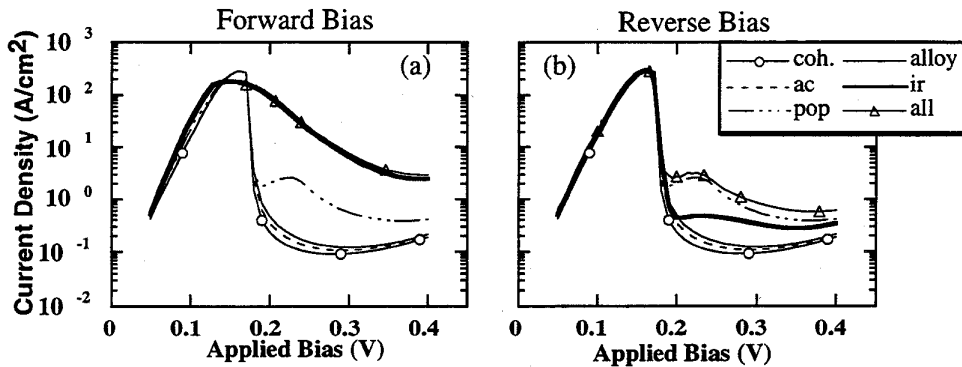 Forward Bias
Reverse Bias
Current Density (A/cm2)
10 3
10 2
10 1
10 0
10 -1
10 -2
(a)
0 0.1 0.2 0.3 0.4
Applied Bias (V)
(b)
0 0.1 0.2 0.3 0.4
Applied Bias (V)
coh. alloy
ac ir
pop all